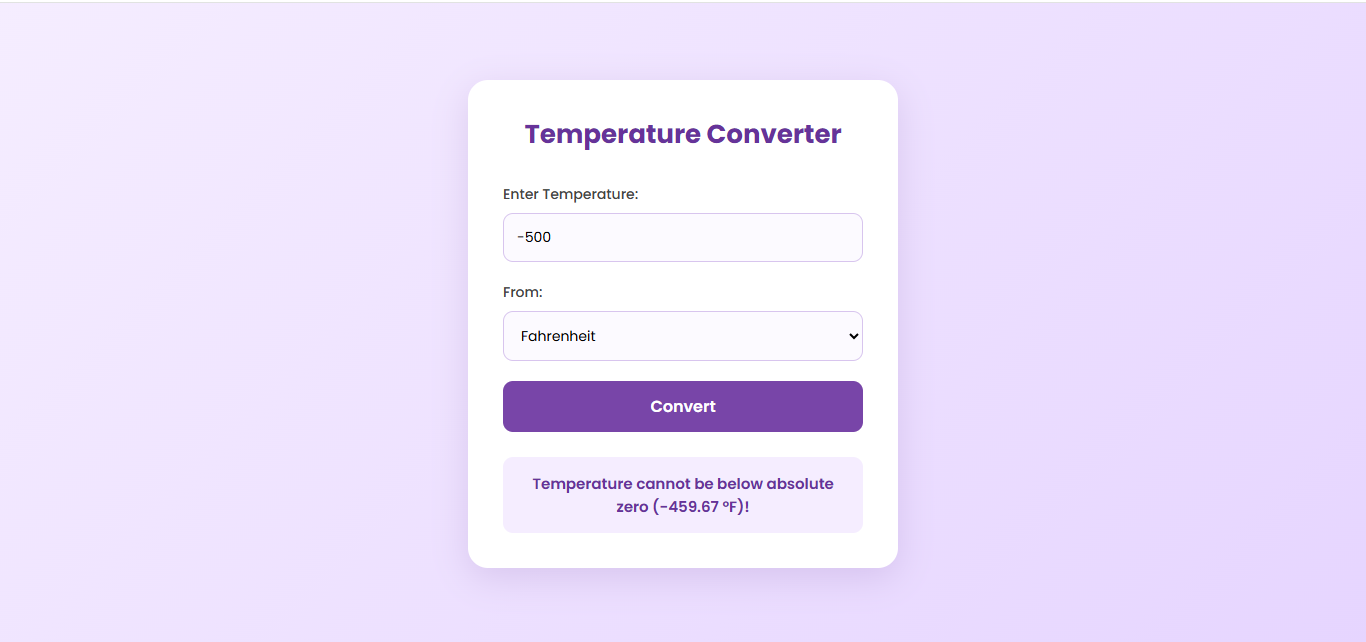 Temperature Converter
Enter Temperature:
-500
From:
Fahrenheit
Convert
Temperature cannot be below absolute
zero (-459.67 °F)!